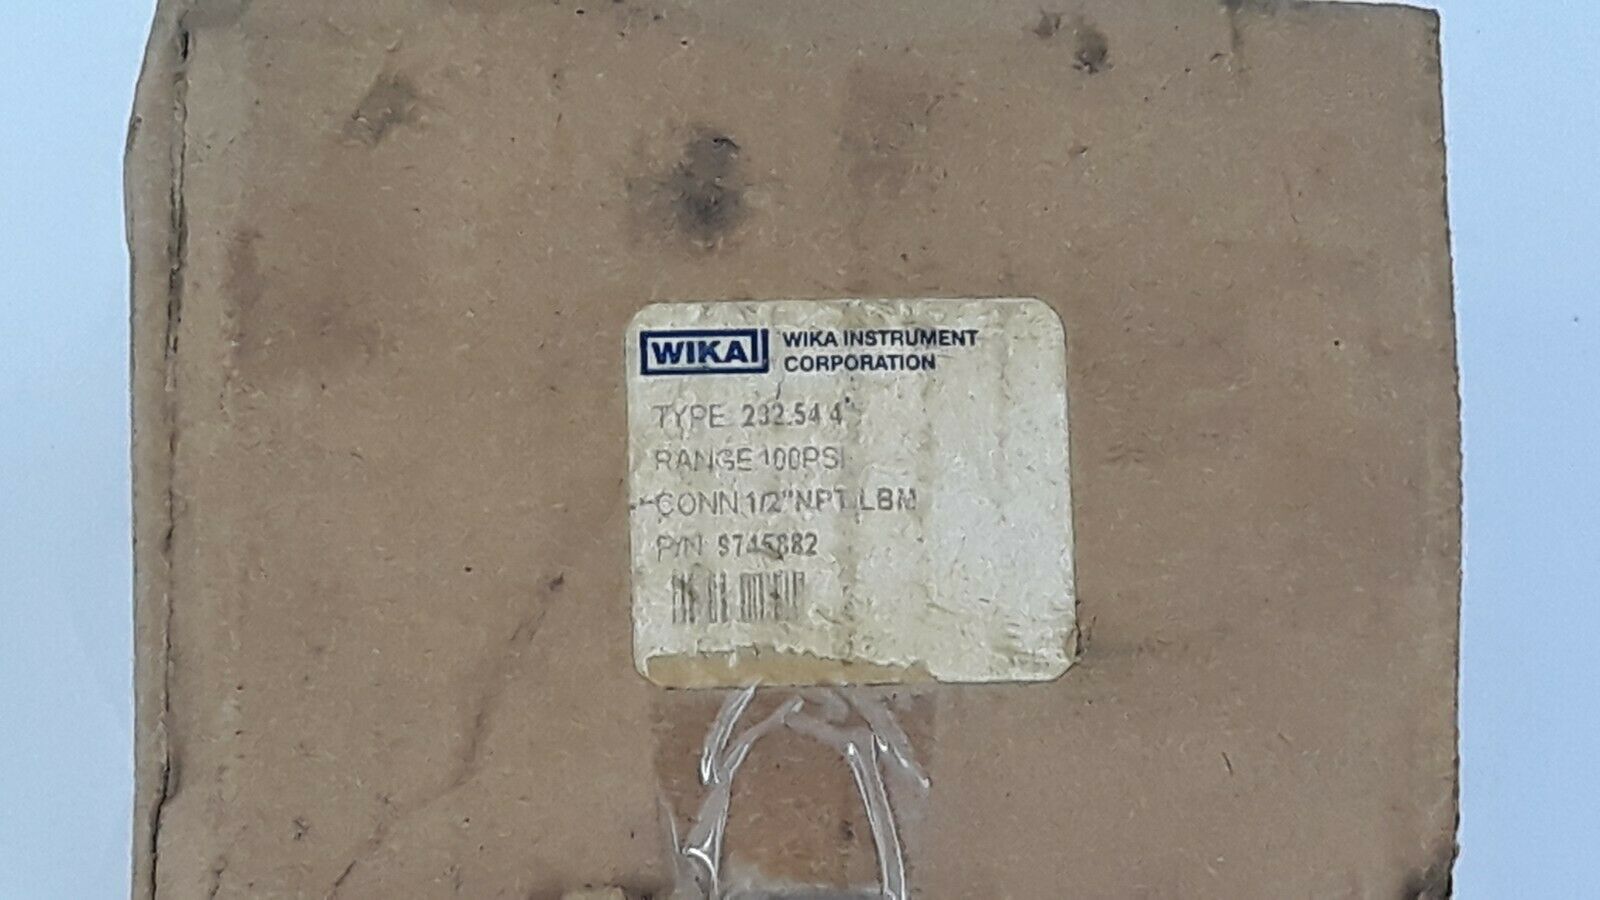 WIKA
WIKA INSTRUMENT
CORPORATION
TYPE 232.54 4"
RANGE 100PSI
CONN 1/2"NPT LBM
P/N 9745882